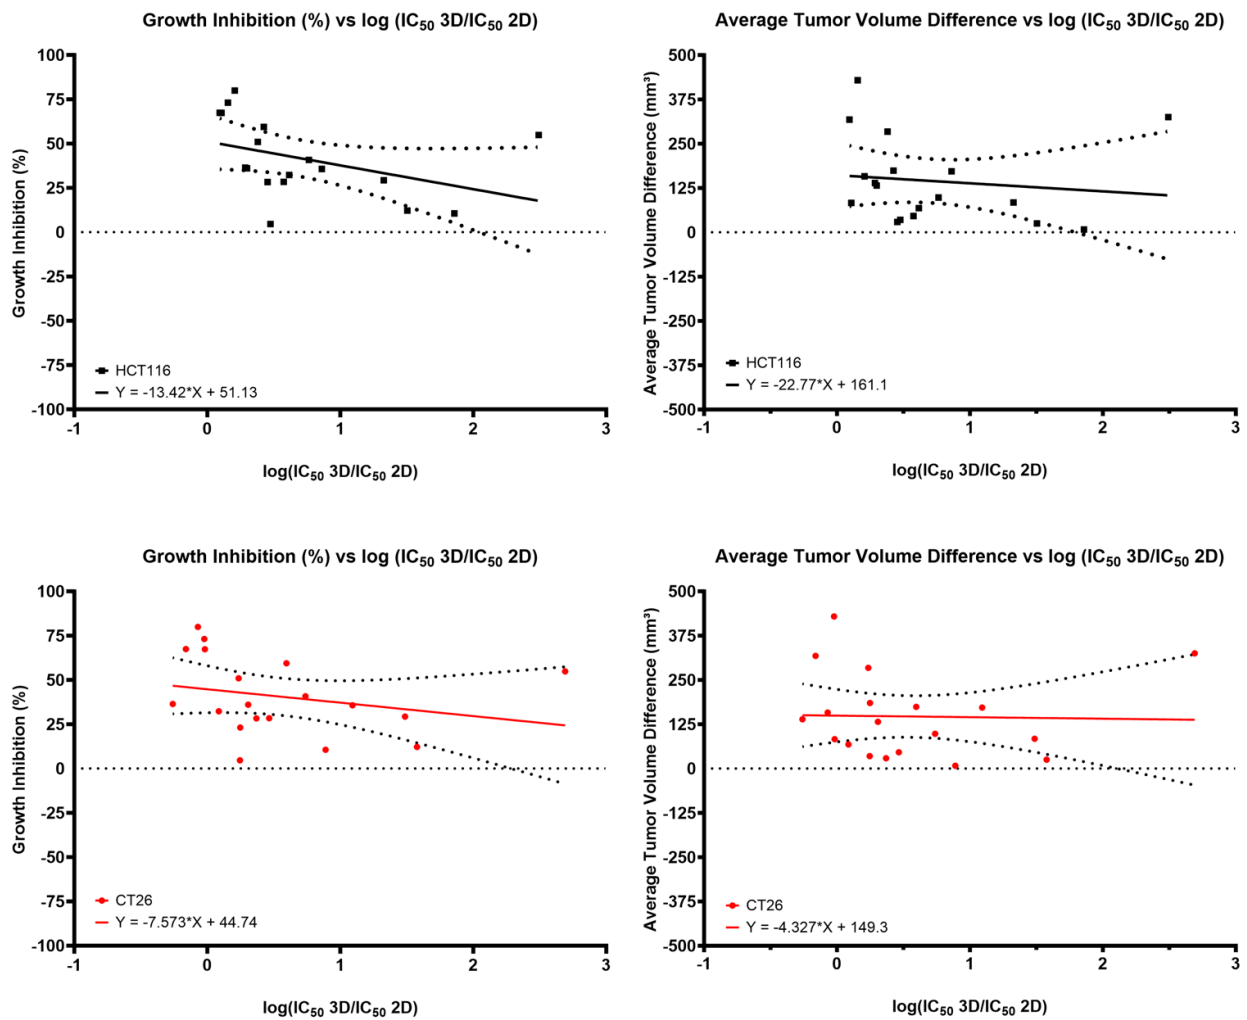 Growth Inhibition (%) vs log (IC₅₀ 3D/IC₅₀ 2D)
Growth Inhibition (%)
100
75
50
25
0
-25
-50
-75
-100
HCT116
Y = -13.42*X + 51.13
-1
0
1
2
3
log(IC₅₀ 3D/IC₅₀ 2D)
Average Tumor Volume Difference vs log (IC₅₀ 3D/IC₅₀ 2D)
Average Tumor Volume Difference (mm³)
500
375
250
125
0
-125
-250
-375
-500
HCT116
Y = -22.77*X + 161.1
-1
0
1
2
3
log(IC₅₀ 3D/IC₅₀ 2D)
Growth Inhibition (%) vs log (IC₅₀ 3D/IC₅₀ 2D)
Growth Inhibition (%)
100
75
50
25
0
-25
-50
-75
-100
CT26
Y = -7.573*X + 44.74
-1
0
1
2
3
log(IC₅₀ 3D/IC₅₀ 2D)
Average Tumor Volume Difference vs log (IC₅₀ 3D/IC₅₀ 2D)
Average Tumor Volume Difference (mm³)
500
375
250
125
0
-125
-250
-375
-500
CT26
Y = -4.327*X + 149.3
-1
0
1
2
3
log(IC₅₀ 3D/IC₅₀ 2D)